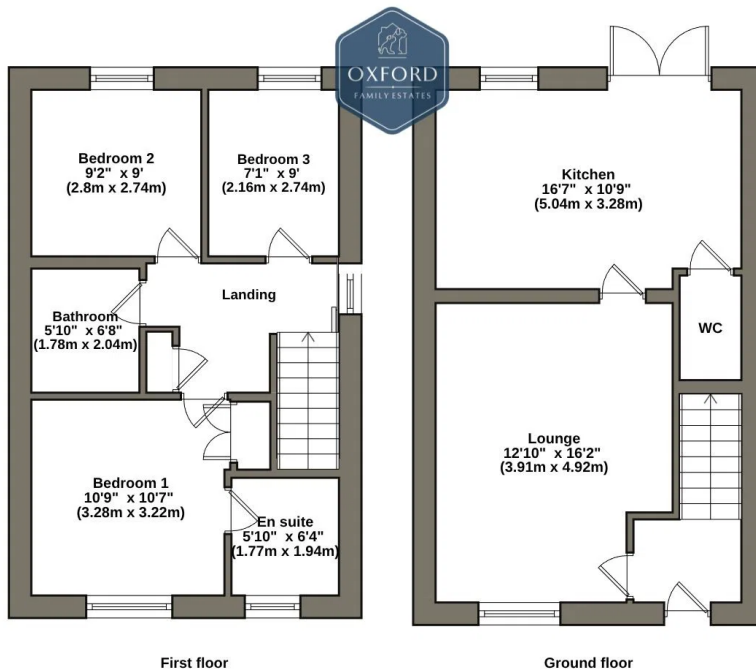 OXFORD
FAMILY ESTATES
Bedroom 2
9'2" x 9'
(2.8m x 2.74m)
Bedroom 3
7'1" x 9'
(2.16m x 2.74m)
Landing
Bathroom
5'10" x 6'8"
(1.78m x 2.04m)
Bedroom 1
10'9" x 10'7"
(3.28m x 3.22m)
En suite
5'10" x 6'4"
(1.77m x 1.94m)
First floor
Kitchen
16'7" x 10'9"
(5.04m x 3.28m)
WC
Lounge
12'10" x 16'2"
(3.91m x 4.92m)
Ground floor